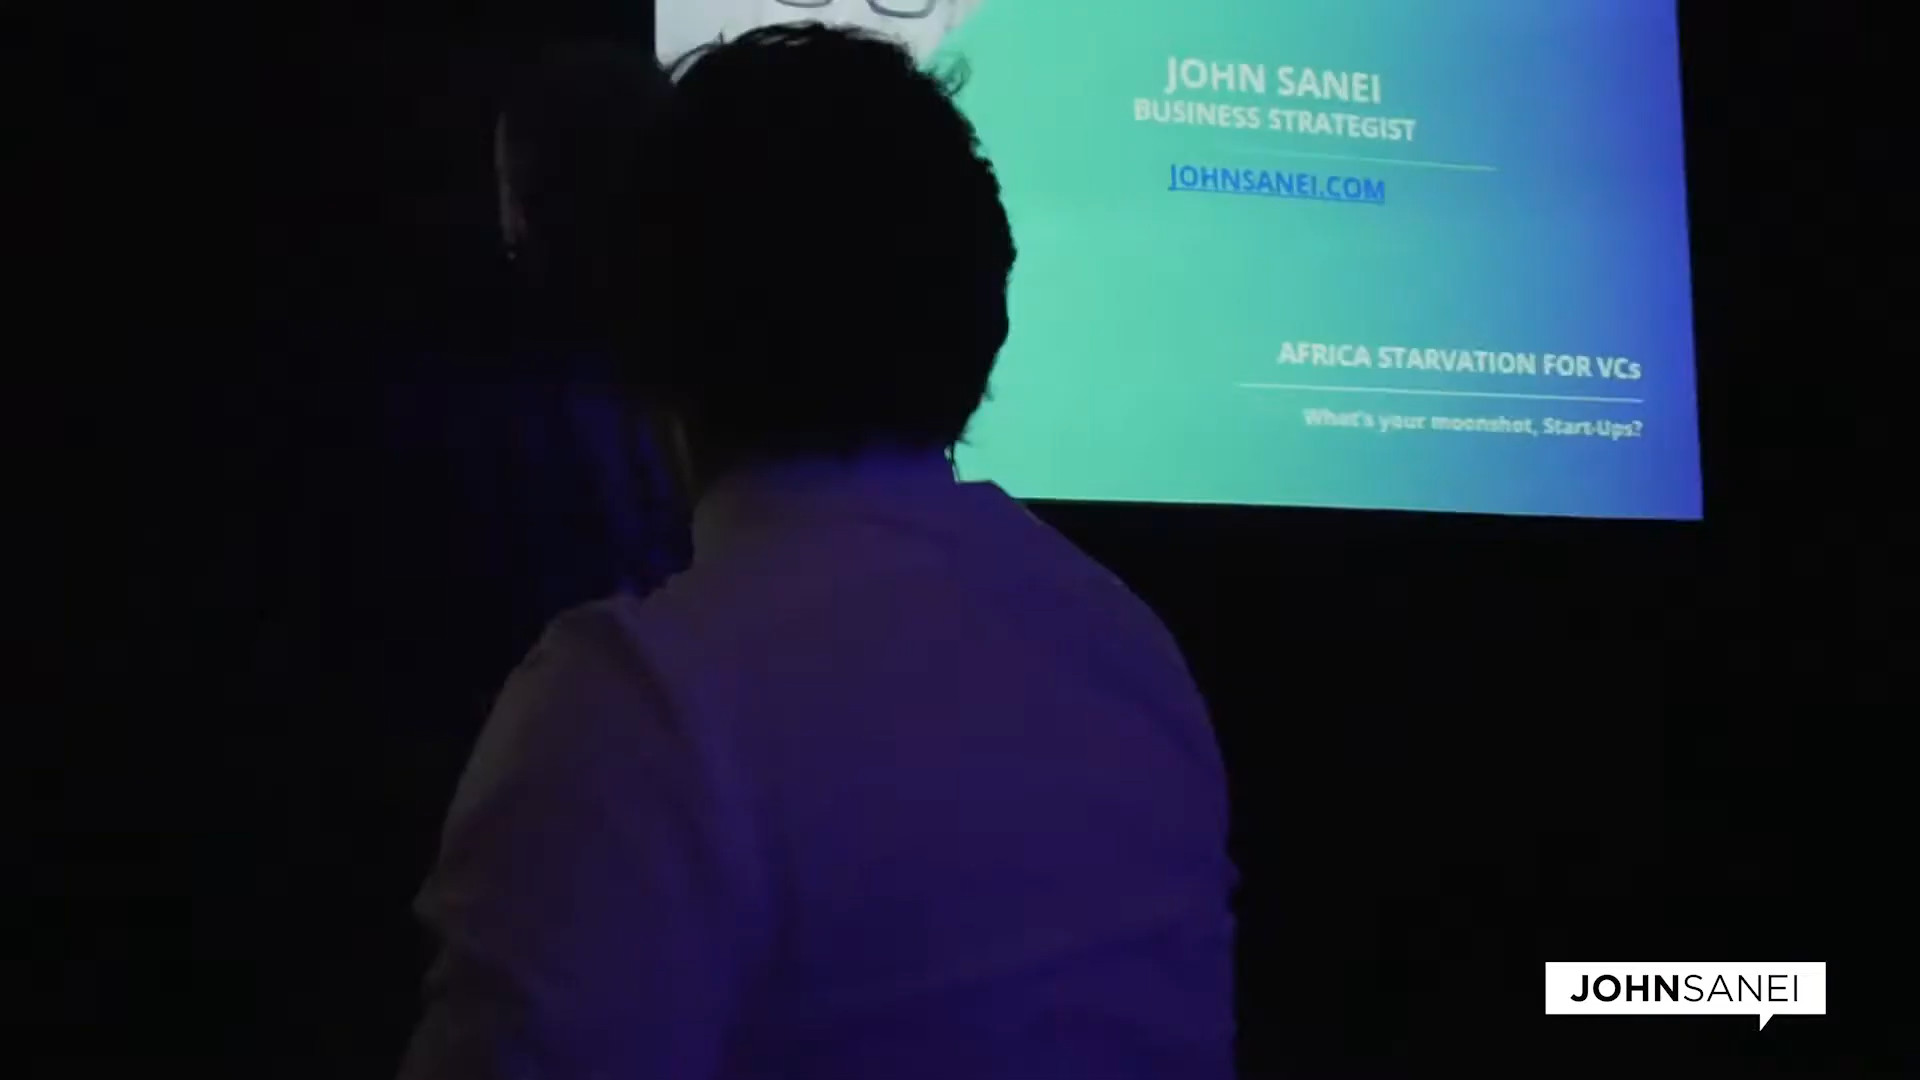 JOHN SANEI
BUSINESS STRATEGIST
JOHNSANEI.COM
AFRICA STARVATION FOR VCs
What's your moonshot, Start-Ups?
JOHNSANEI